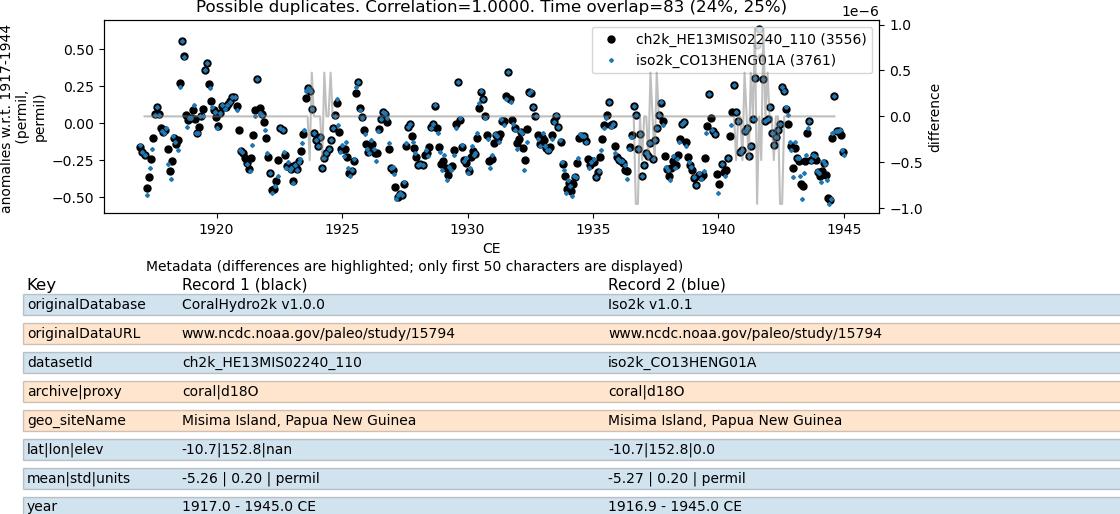 Possible duplicates. Correlation=1.0000. Time overlap=83 (24%, 25%)
1e−6
anomalies w.r.t. 1917-1944
(permil,
permil)
0.50
0.25
0.00
−0.25
−0.50
ch2k_HE13MIS02240_110 (3556)
iso2k_CO13HENG01A (3761)
1.0
0.5
0.0
−0.5
−1.0
difference
1920 1925 1930 1935 1940 1945
CE
Metadata (differences are highlighted; only first 50 characters are displayed)
Key Record 1 (black) Record 2 (blue)
originalDatabase CoralHydro2k v1.0.0 Iso2k v1.0.1
originalDataURL www.ncdc.noaa.gov/paleo/study/15794 www.ncdc.noaa.gov/paleo/study/15794
datasetId ch2k_HE13MIS02240_110 iso2k_CO13HENG01A
archive|proxy coral|d18O coral|d18O
geo_siteName Misima Island, Papua New Guinea Misima Island, Papua New Guinea
lat|lon|elev -10.7|152.8|nan -10.7|152.8|0.0
mean|std|units -5.26 | 0.20 | permil -5.27 | 0.20 | permil
year 1917.0 - 1945.0 CE 1916.9 - 1945.0 CE